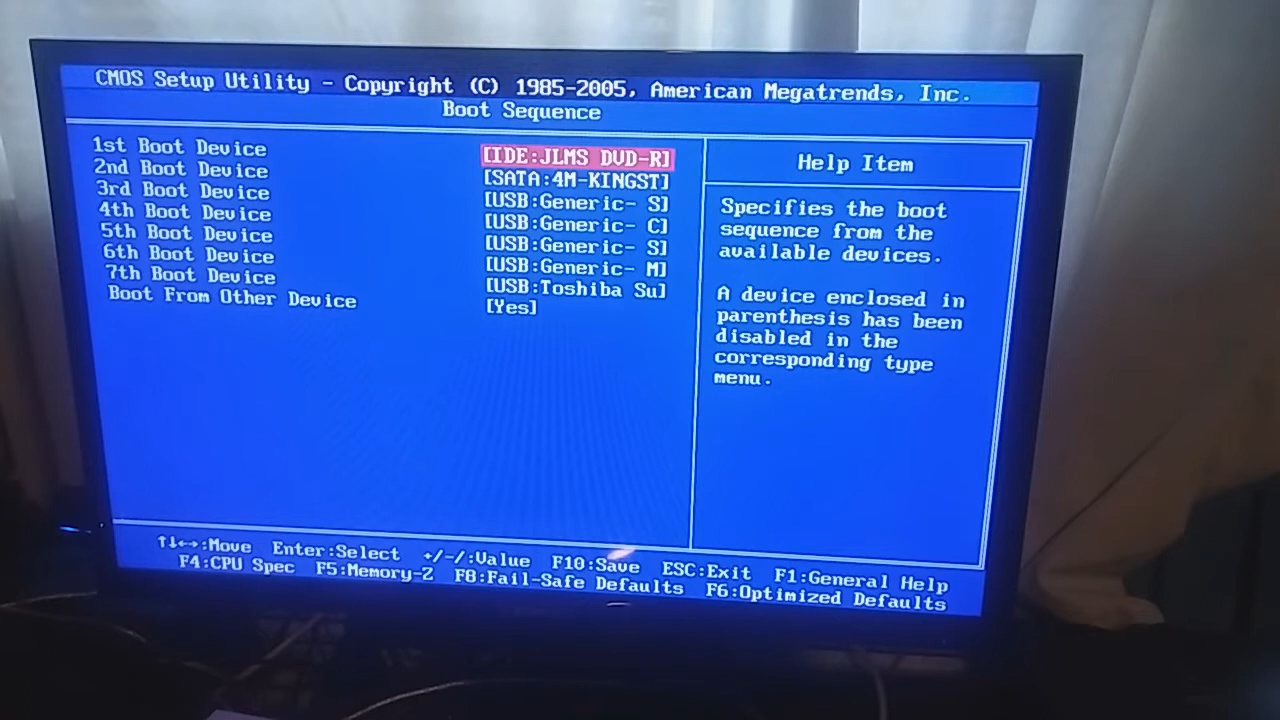 CMOS Setup Utility - Copyright (C) 1985-2005, American Megatrends, Inc.
Boot Sequence
1st Boot Device [IDE:JLMS DVD-R]
2nd Boot Device [SATA:4M-KINGST]
3rd Boot Device [USB:Generic- S]
4th Boot Device [USB:Generic- C]
5th Boot Device [USB:Generic- S]
6th Boot Device [USB:Generic- M]
7th Boot Device [USB:Toshiba Su]
Boot From Other Device [Yes]
Help Item
Specifies the boot
sequence from the
available devices.
A device enclosed in
parenthesis has been
disabled in the
corresponding type
menu.
↑↓←→:Move Enter:Select +/-/:Value F10:Save ESC:Exit F1:General Help
F4:CPU Spec F5:Memory-Z F8:Fail-Safe Defaults F6:Optimized Defaults